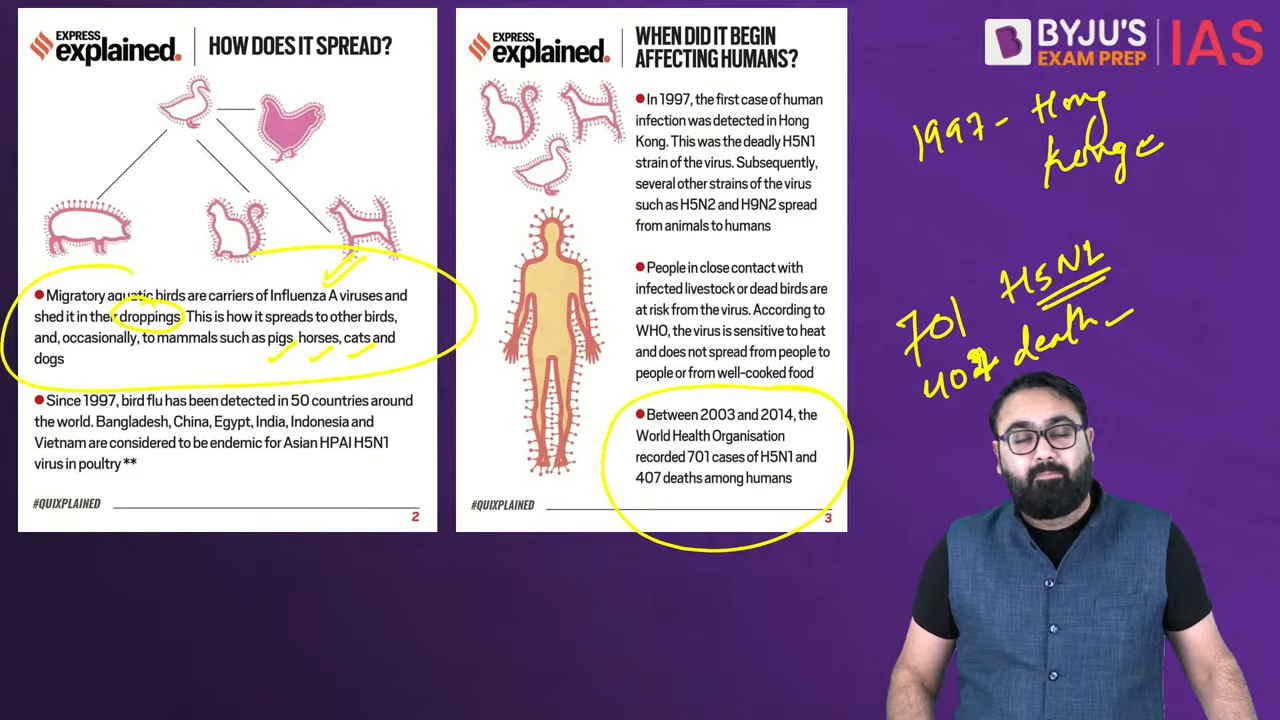 EXPRESS
explained.
HOW DOES IT SPREAD?
Migratory aquatic birds are carriers of Influenza A viruses and
shed it in their droppings. This is how it spreads to other birds,
and, occasionally, to mammals such as pigs, horses, cats and
dogs
Since 1997, bird flu has been detected in 50 countries around
the world. Bangladesh, China, Egypt, India, Indonesia and
Vietnam are considered to be endemic for Asian HPAI H5N1
virus in poultry **
#QUIXPLAINED
2
EXPRESS
explained.
WHEN DID IT BEGIN
AFFECTING HUMANS?
In 1997, the first case of human
infection was detected in Hong
Kong. This was the deadly H5N1
strain of the virus. Subsequently,
several other strains of the virus
such as H5N2 and H9N2 spread
from animals to humans
People in close contact with
infected livestock or dead birds are
at risk from the virus. According to
WHO, the virus is sensitive to heat
and does not spread from people to
people or from well-cooked food
Between 2003 and 2014, the
World Health Organisation
recorded 701 cases of H5N1 and
407 deaths among humans
#QUIXPLAINED
3
BYJU'S
EXAM PREP
IAS
1997 - Hong
Kong
H5N1
701
407 death